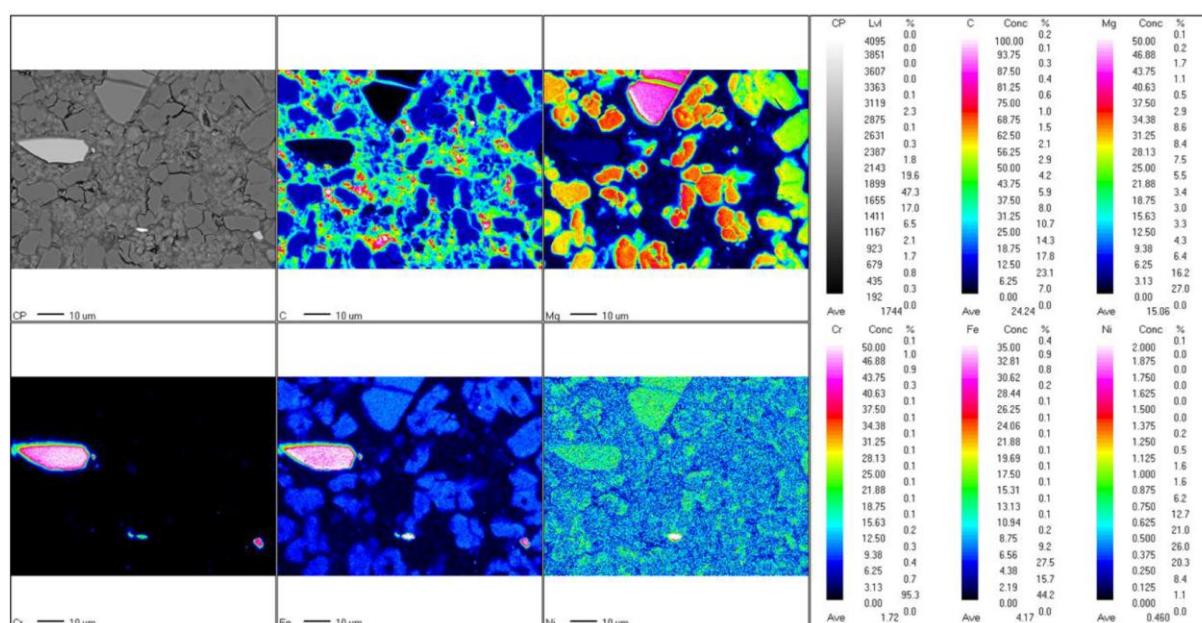 CP 10 um
C 10 um
Mg 10 um
Cr 10 um
Fe 10 um
Ni 10 um
CP Lvl % C Conc % Mg Conc %
0.0 0.2 0.1
4095 0.0 100.00 0.1 50.00 0.2
3851 0.0 93.75 0.3 46.88 1.7
3607 0.0 87.50 0.4 43.75 1.1
3363 0.1 81.25 0.6 40.63 0.5
3119 2.3 75.00 1.0 37.50 2.9
2875 0.1 68.75 1.5 34.38 8.6
2631 0.3 62.50 2.1 31.25 8.4
2387 1.8 56.25 2.9 28.13 7.5
2143 19.6 50.00 4.2 25.00 5.5
1899 47.3 43.75 5.9 21.88 3.4
1655 17.0 37.50 8.0 18.75 3.0
1411 6.5 31.25 10.7 15.63 3.3
1167 2.1 25.00 14.3 12.50 4.3
923 1.7 18.75 17.8 9.38 6.4
679 0.8 12.50 23.1 6.25 16.2
435 0.3 6.25 7.0 3.13 27.0
192 0.0 0.00 0.0 0.00 0.0
Ave 1744 Ave 24.24 Ave 15.06
Cr Conc % Fe Conc % Ni Conc %
0.1 0.4 0.1
50.00 1.0 35.00 0.9 2.000 0.0
46.88 0.9 32.81 0.8 1.875 0.0
43.75 0.3 30.62 0.2 1.750 0.0
40.63 0.2 28.44 0.1 1.625 0.0
37.50 0.1 26.25 0.1 1.500 0.0
34.38 0.1 24.06 0.1 1.375 0.2
31.25 0.1 21.88 0.1 1.250 0.5
28.13 0.1 19.69 0.1 1.125 1.6
25.00 0.1 17.50 0.1 1.000 1.6
21.88 0.1 15.31 0.1 0.875 6.2
18.75 0.1 13.13 0.1 0.750 12.7
15.63 0.2 10.94 0.2 0.625 21.0
12.50 0.3 8.75 9.2 0.500 26.0
9.38 0.4 6.56 27.5 0.375 20.3
6.25 0.7 4.38 15.7 0.250 8.4
3.13 95.3 2.19 44.2 0.125 1.1
0.00 0.0 0.00 0.0 0.000 0.0
Ave 1.72 Ave 4.17 Ave 0.460